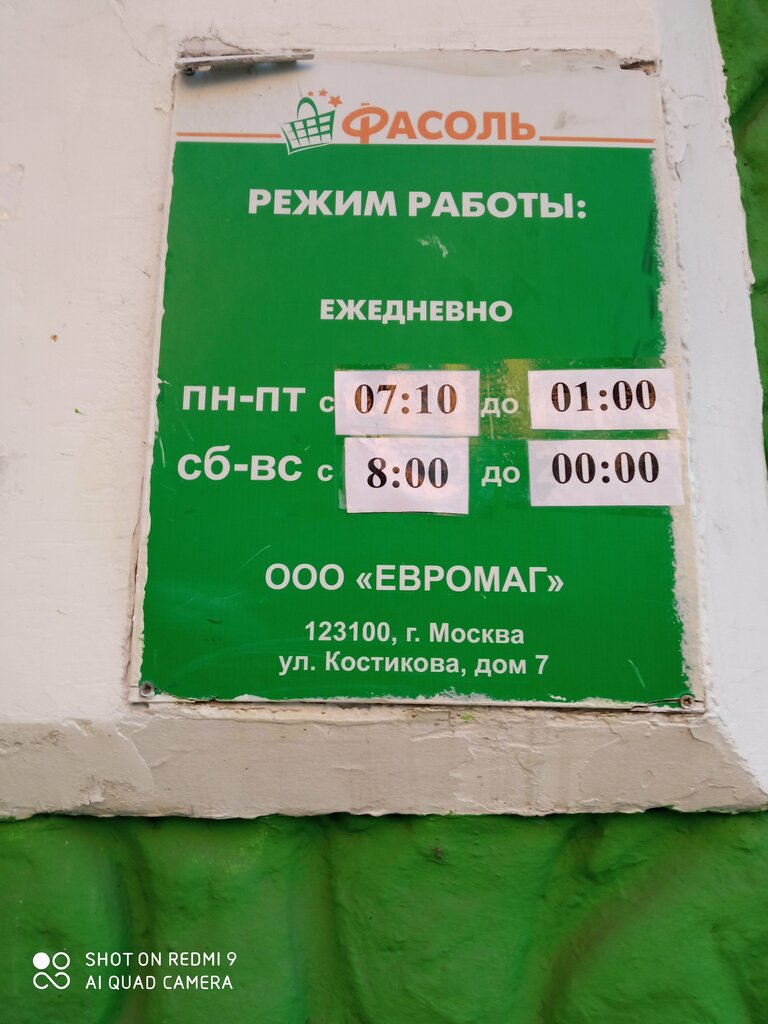 ФАСОЛЬ
РЕЖИМ РАБОТЫ:
ЕЖЕДНЕВНО
ПН-ПТ с 07:10 до 01:00
СБ-ВС с 8:00 до 00:00
ООО «ЕВРОМАГ»
123100, г. Москва
ул. Костикова, дом 7
SHOT ON REDMI 9
AI QUAD CAMERA